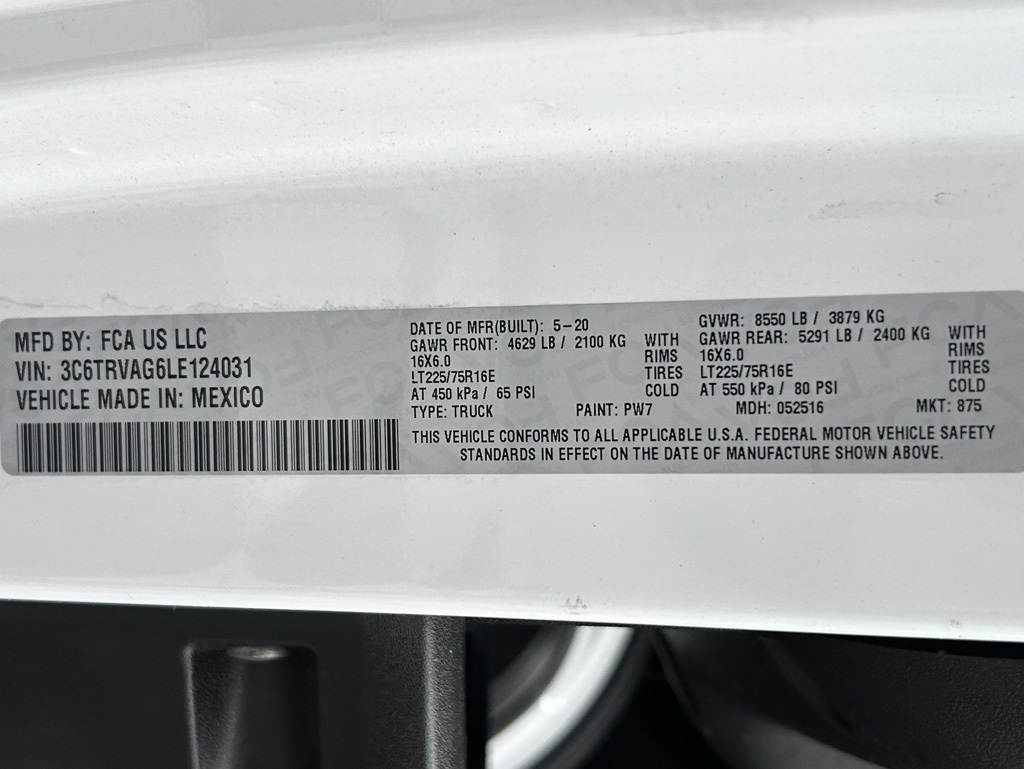 MFD BY: FCA US LLC
VIN: 3C6TRVAG6LE124031
VEHICLE MADE IN: MEXICO
DATE OF MFR(BUILT): 5-20
GAWR FRONT: 4629 LB / 2100 KG WITH
16X6.0 RIMS
LT225/75R16E TIRES
AT 450 kPa / 65 PSI COLD
TYPE: TRUCK PAINT: PW7
GVWR: 8550 LB / 3879 KG
GAWR REAR: 5291 LB / 2400 KG WITH
16X6.0 RIMS
LT225/75R16E TIRES
AT 550 kPa / 80 PSI COLD
MDH: 052516 MKT: 875
THIS VEHICLE CONFORMS TO ALL APPLICABLE U.S.A. FEDERAL MOTOR VEHICLE SAFETY
STANDARDS IN EFFECT ON THE DATE OF MANUFACTURE SHOWN ABOVE.